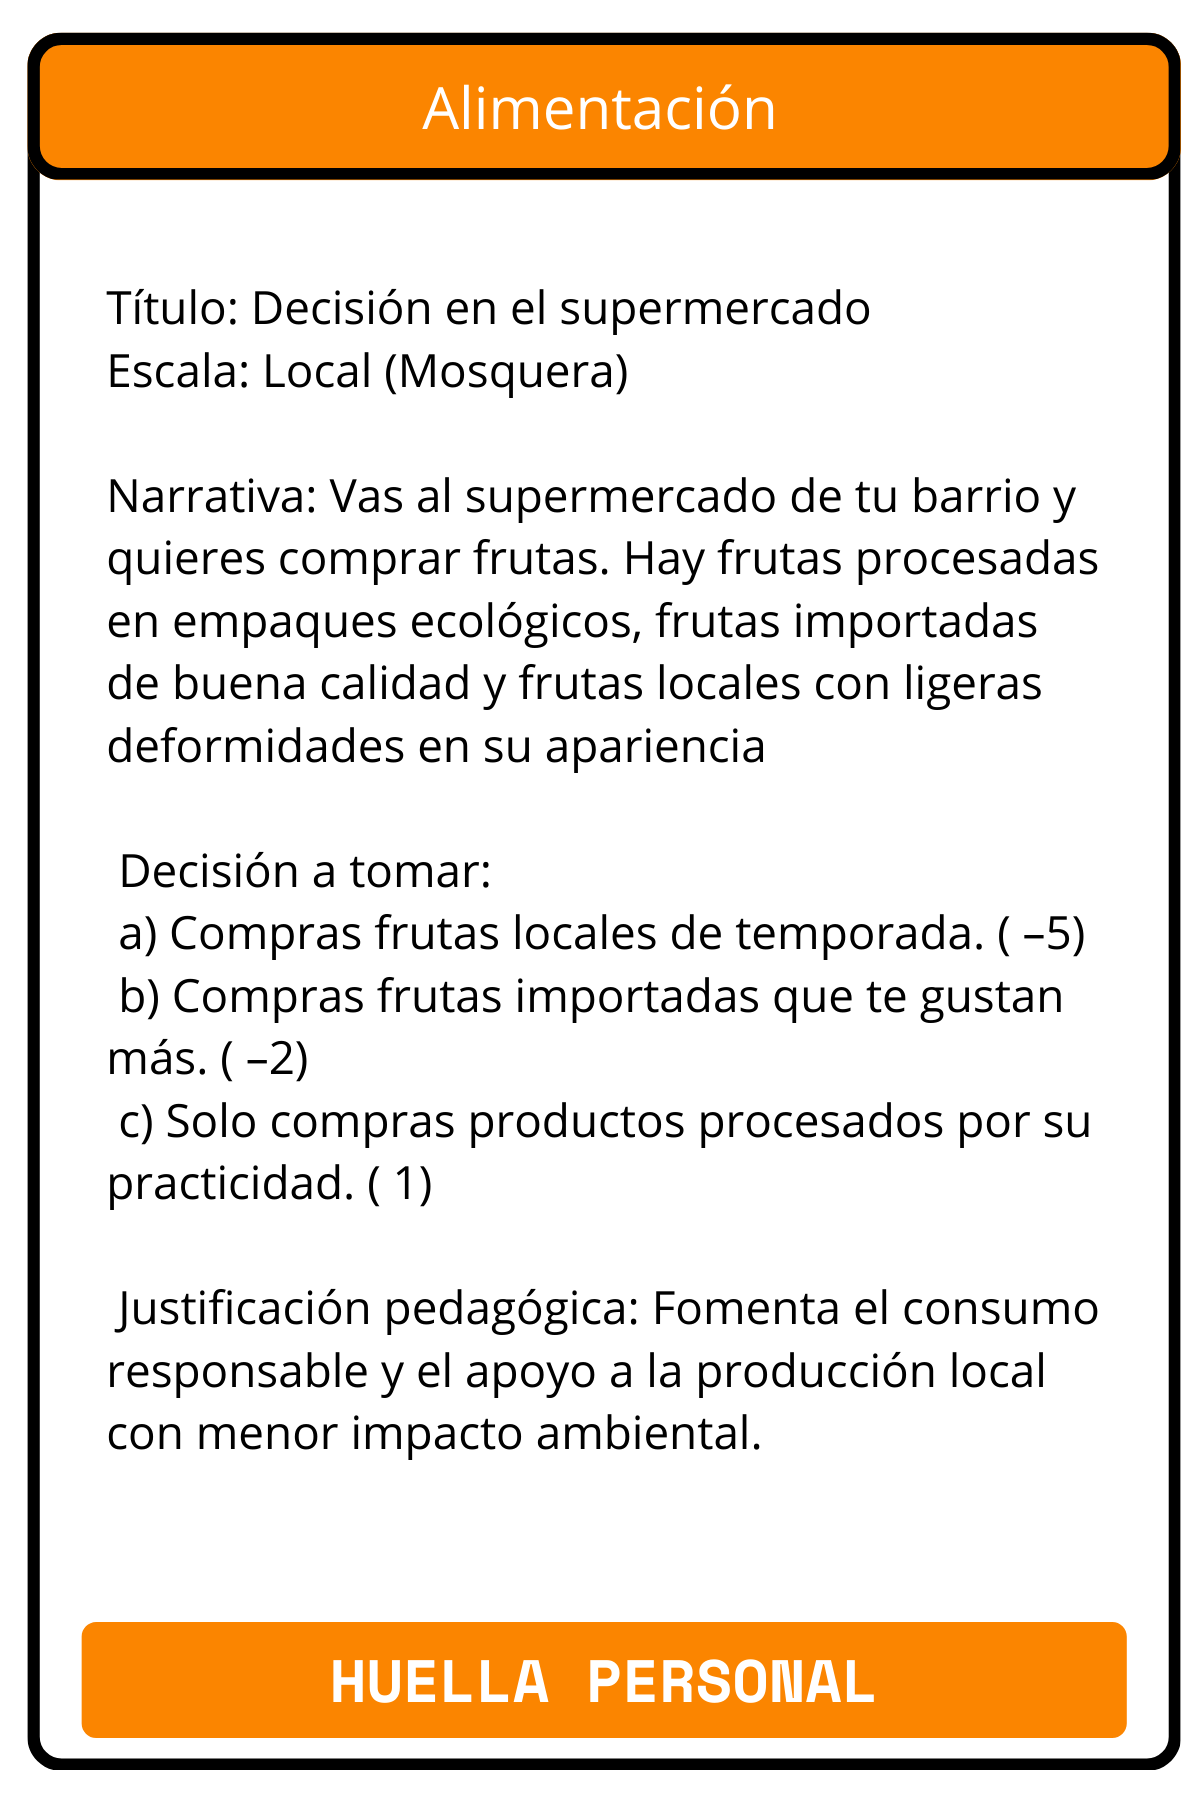 Alimentación
Título: Decisión en el supermercado
Escala: Local (Mosquera)
Narrativa: Vas al supermercado de tu barrio y
quieres comprar frutas. Hay frutas procesadas
en empaques ecológicos, frutas importadas
de buena calidad y frutas locales con ligeras
deformidades en su apariencia
Decisión a tomar:
a) Compras frutas locales de temporada. ( –5)
b) Compras frutas importadas que te gustan
más. ( –2)
c) Solo compras productos procesados por su
practicidad. ( 1)
Justificación pedagógica: Fomenta el consumo
responsable y el apoyo a la producción local
con menor impacto ambiental.
HUELLA PERSONAL